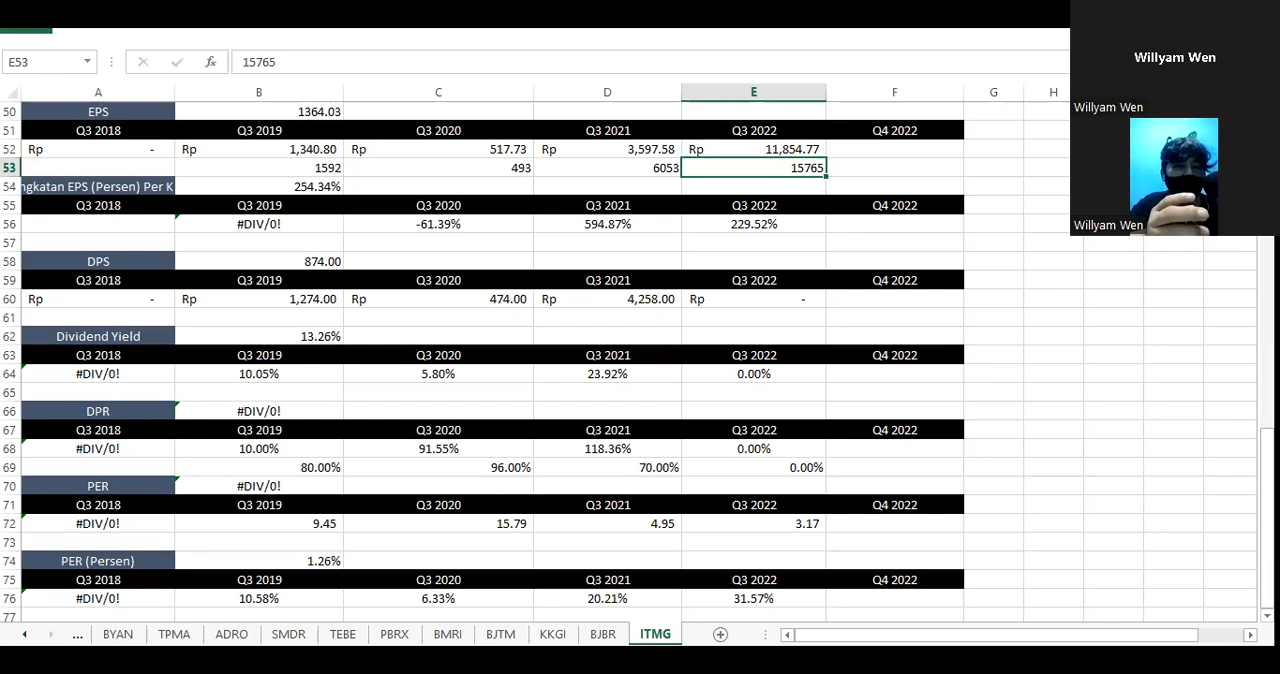 Willyam Wen
E53 fx 15765
Willyam Wen
A B C D E F G H
50 EPS 1364.03
51 Q3 2018 Q3 2019 Q3 2020 Q3 2021 Q3 2022 Q4 2022
52 Rp - Rp 1,340.80 Rp 517.73 Rp 3,597.58 Rp 11,854.77
53 1592 493 6053 15765
54 ngkatan EPS (Persen) Per K 254.34%
55 Q3 2018 Q3 2019 Q3 2020 Q3 2021 Q3 2022 Q4 2022
56 #DIV/0! -61.39% 594.87% 229.52%
Willyam Wen
57
58 DPS 874.00
59 Q3 2018 Q3 2019 Q3 2020 Q3 2021 Q3 2022 Q4 2022
60 Rp - Rp 1,274.00 Rp 474.00 Rp 4,258.00 Rp -
61
62 Dividend Yield 13.26%
63 Q3 2018 Q3 2019 Q3 2020 Q3 2021 Q3 2022 Q4 2022
64 #DIV/0! 10.05% 5.80% 23.92% 0.00%
65
66 DPR #DIV/0!
67 Q3 2018 Q3 2019 Q3 2020 Q3 2021 Q3 2022 Q4 2022
68 #DIV/0! 10.00% 91.55% 118.36% 0.00%
69 80.00% 96.00% 70.00% 0.00%
70 PER #DIV/0!
71 Q3 2018 Q3 2019 Q3 2020 Q3 2021 Q3 2022 Q4 2022
72 #DIV/0! 9.45 15.79 4.95 3.17
73
74 PER (Persen) 1.26%
75 Q3 2018 Q3 2019 Q3 2020 Q3 2021 Q3 2022 Q4 2022
76 #DIV/0! 10.58% 6.33% 20.21% 31.57%
77
... BYAN TPMA ADRO SMDR TEBE PBRX BMRI BJTM KKGI BJBR ITMG